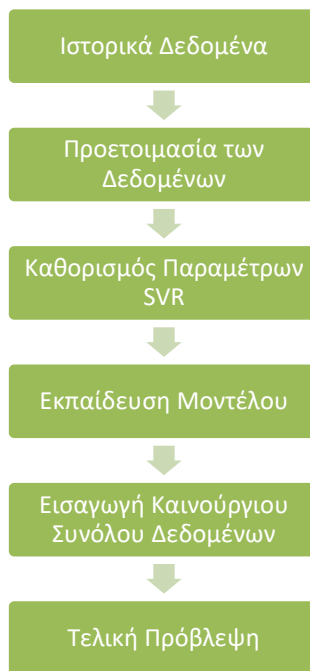 Ιστορικά Δεδομένα
Προετοιμασία των
Δεδομένων
Καθορισμός Παραμέτρων
SVR
Εκπαίδευση Μοντέλου
Εισαγωγή Καινούργιου
Συνόλου Δεδομένων
Τελική Πρόβλεψη